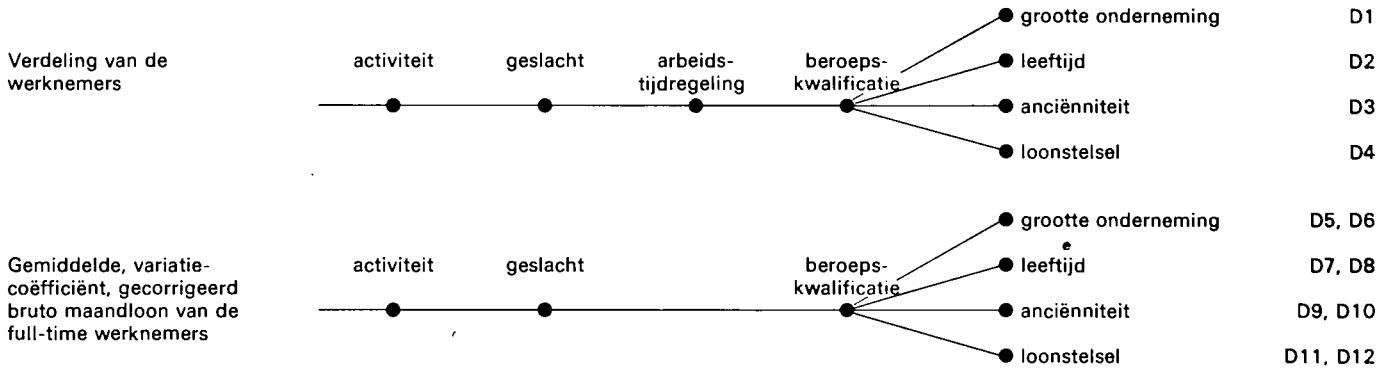 grootte onderneming D1
Verdeling van de activiteit geslacht arbeids- beroeps- leeftijd D2
werknemers tijdregeling kwalificatie
anciënniteit D3
loonstelsel D4
grootte onderneming D5, D6
Gemiddelde, variatie- activiteit geslacht beroeps- leeftijd D7, D8
coëfficiënt, gecorrigeerd kwalificatie
bruto maandloon van de anciënniteit D9, D10
full-time werknemers
loonstelsel D11, D12